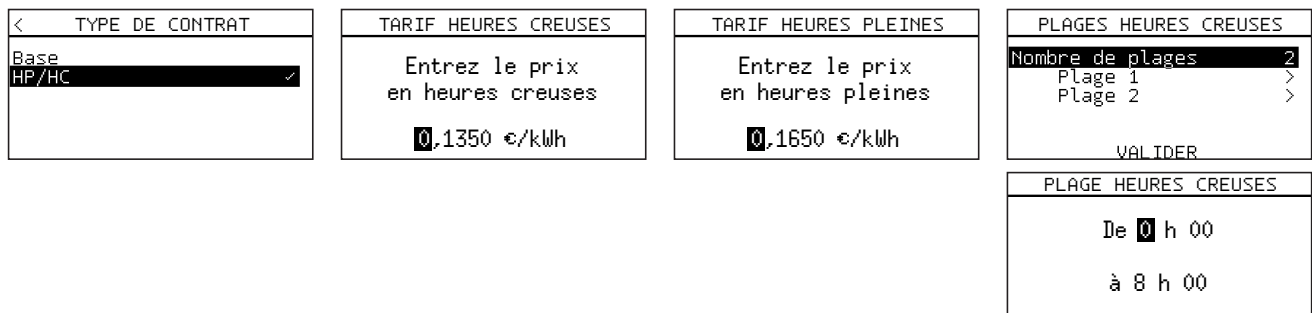 < TYPE DE CONTRAT
Base
HP/HC ✓
TARIF HEURES CREUSES
Entrez le prix
en heures creuses
0,1350 €/kWh
TARIF HEURES PLEINES
Entrez le prix
en heures pleines
0,1650 €/kWh
PLAGES HEURES CREUSES
Nombre de plages 2
Plage 1 >
Plage 2 >
VALIDER
PLAGE HEURES CREUSES
De 0 h 00
à 8 h 00